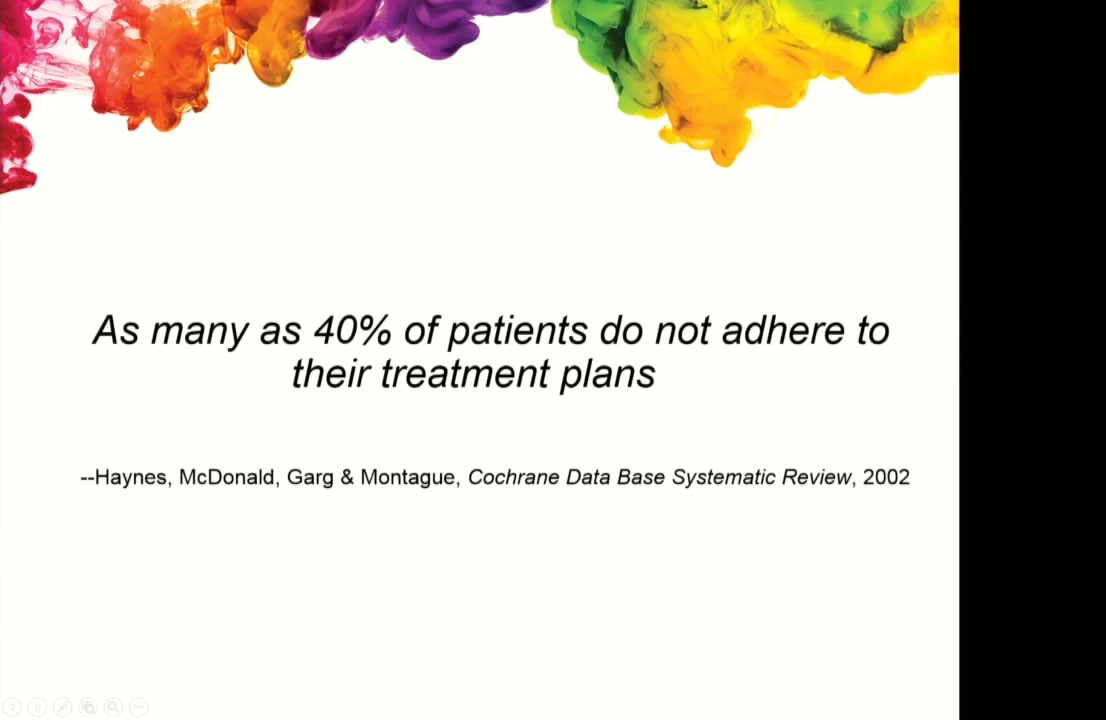 As many as 40% of patients do not adhere to
their treatment plans
--Haynes, McDonald, Garg & Montague, Cochrane Data Base Systematic Review, 2002